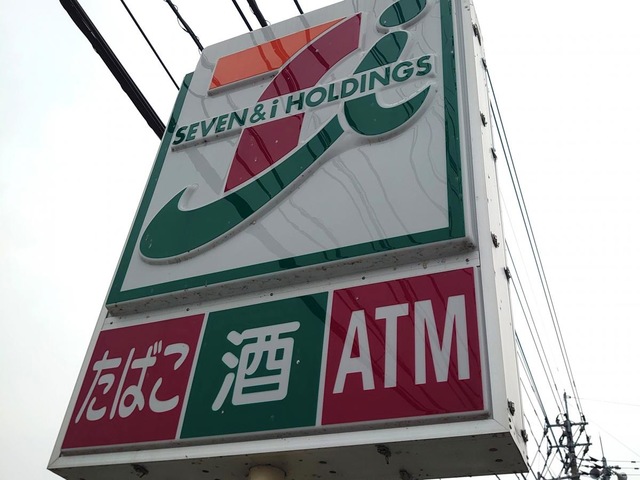 SEVEN&i HOLDINGS
たばこ 酒 ATM